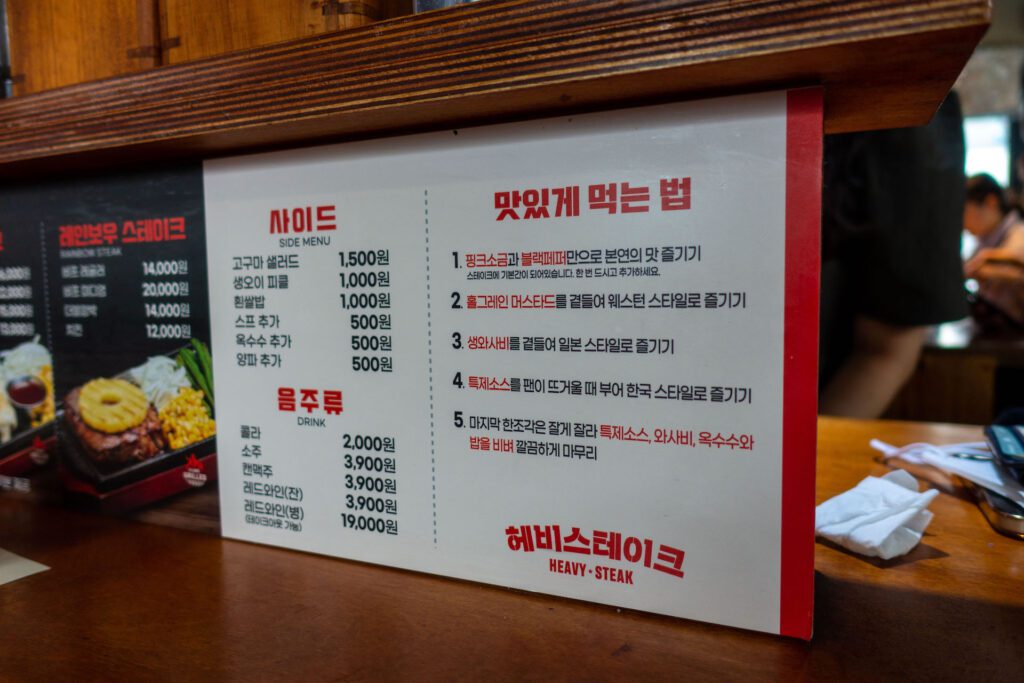 레인보우 스테이크
RAINBOW STEAK
비프 레귤러 14,000원
비프 미디엄 20,000원
14,000원
치킨 12,000원
사이드
SIDE MENU
고구마 샐러드 1,500원
생오이 피클 1,000원
흰쌀밥 1,000원
스프 추가 500원
옥수수 추가 500원
양파 추가 500원
음주류
DRINK
콜라 2,000원
소주 3,900원
캔맥주 3,900원
레드와인(잔) 3,900원
레드와인(병) 19,000원
(테이크아웃 가능)
맛있게 먹는 법
1. 핑크소금과 블랙페퍼만으로 본연의 맛 즐기기
스테이크에 기본간이 되어있습니다. 한 번 드시고 추가하세요.
2. 홀그레인 머스타드를 곁들여 웨스턴 스타일로 즐기기
3. 생와사비를 곁들여 일본 스타일로 즐기기
4. 특제소스를 팬이 뜨거울 때 부어 한국 스타일로 즐기기
5. 마지막 한조각은 잘게 잘라 특제소스, 와사비, 옥수수와
밥을 비벼 깔끔하게 마무리
헤비스테이크
HEAVY·STEAK
GRILLED